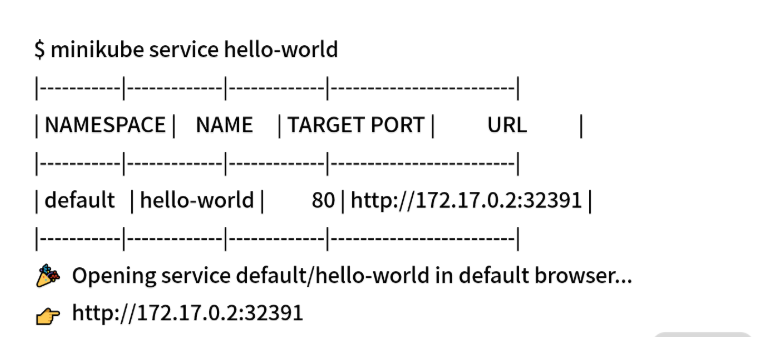 $ minikube service hello-world
|-----------|-------------|-------------|-------------------------|
| NAMESPACE |    NAME    | TARGET PORT |         URL         |
|-----------|-------------|-------------|-------------------------|
| default   | hello-world |          80 | http://172.17.0.2:32391 |
|-----------|-------------|-------------|-------------------------|
🎉 Opening service default/hello-world in default browser...
👉 http://172.17.0.2:32391